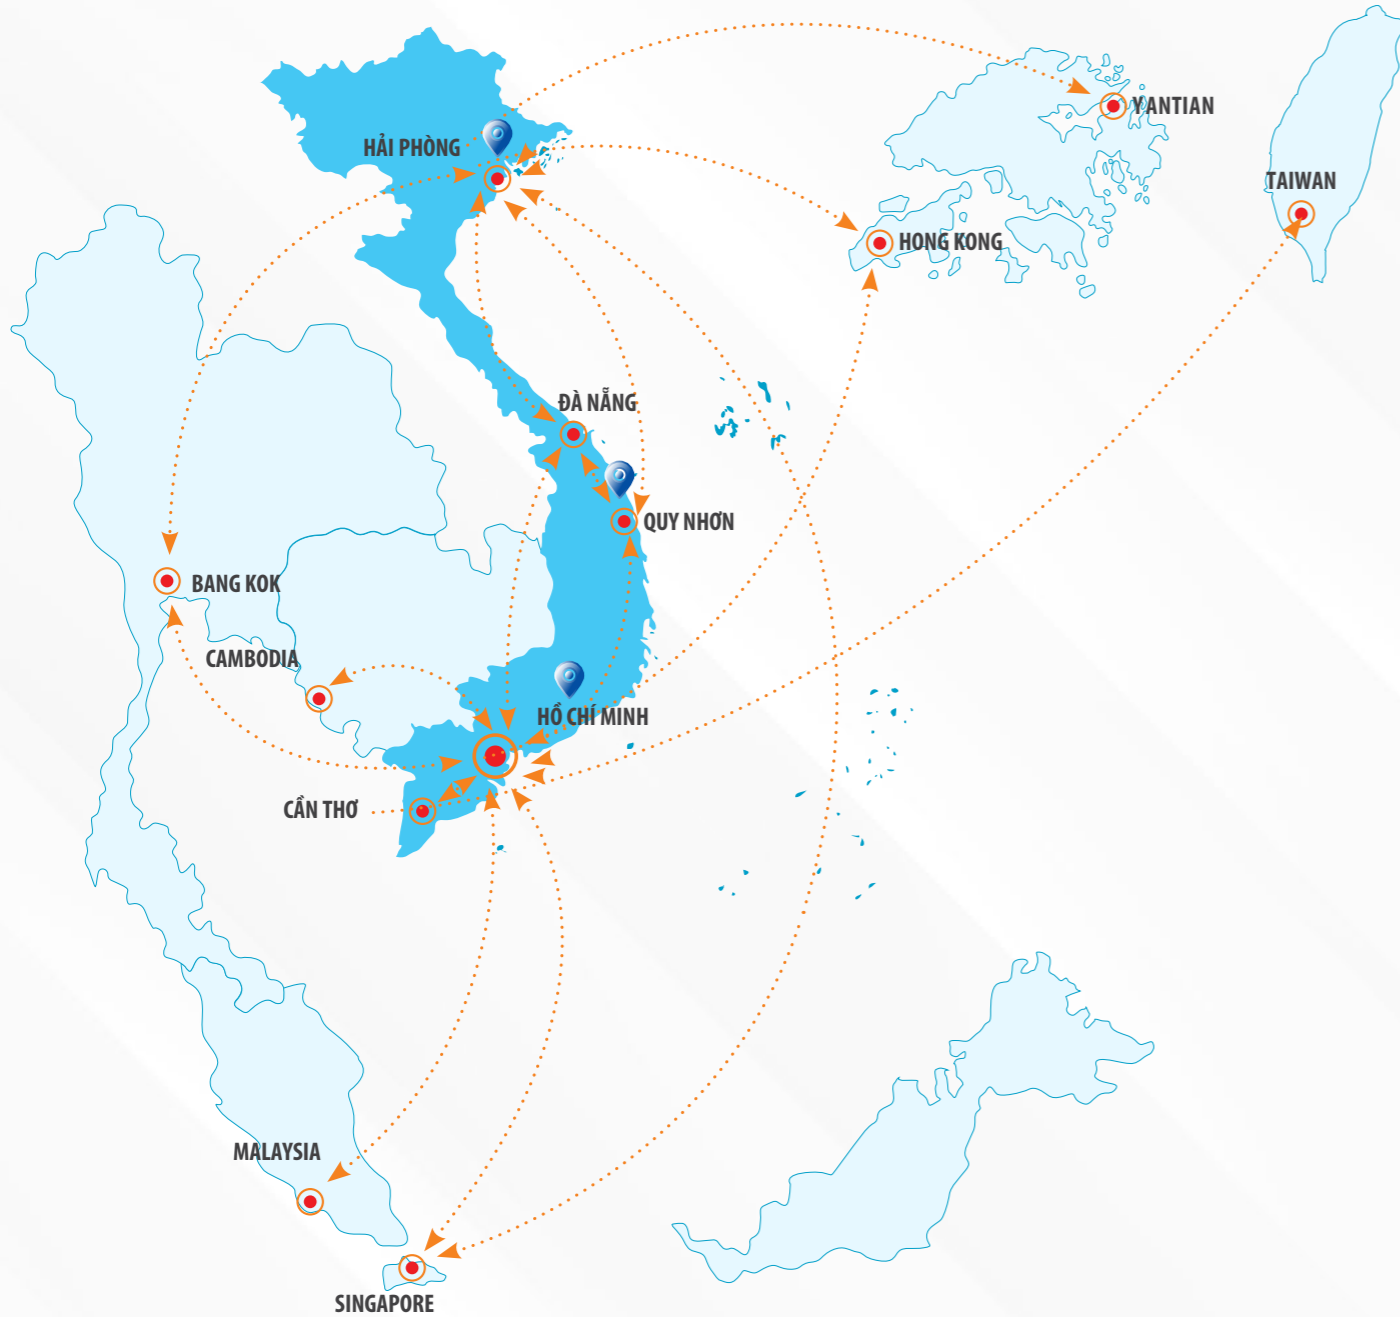 YANTIAN
HẢI PHÒNG
TAIWAN
HONG KONG
ĐÀ NẴNG
QUY NHƠN
BANG KOK
CAMBODIA
HỒ CHÍ MINH
CẦN THƠ
MALAYSIA
SINGAPORE